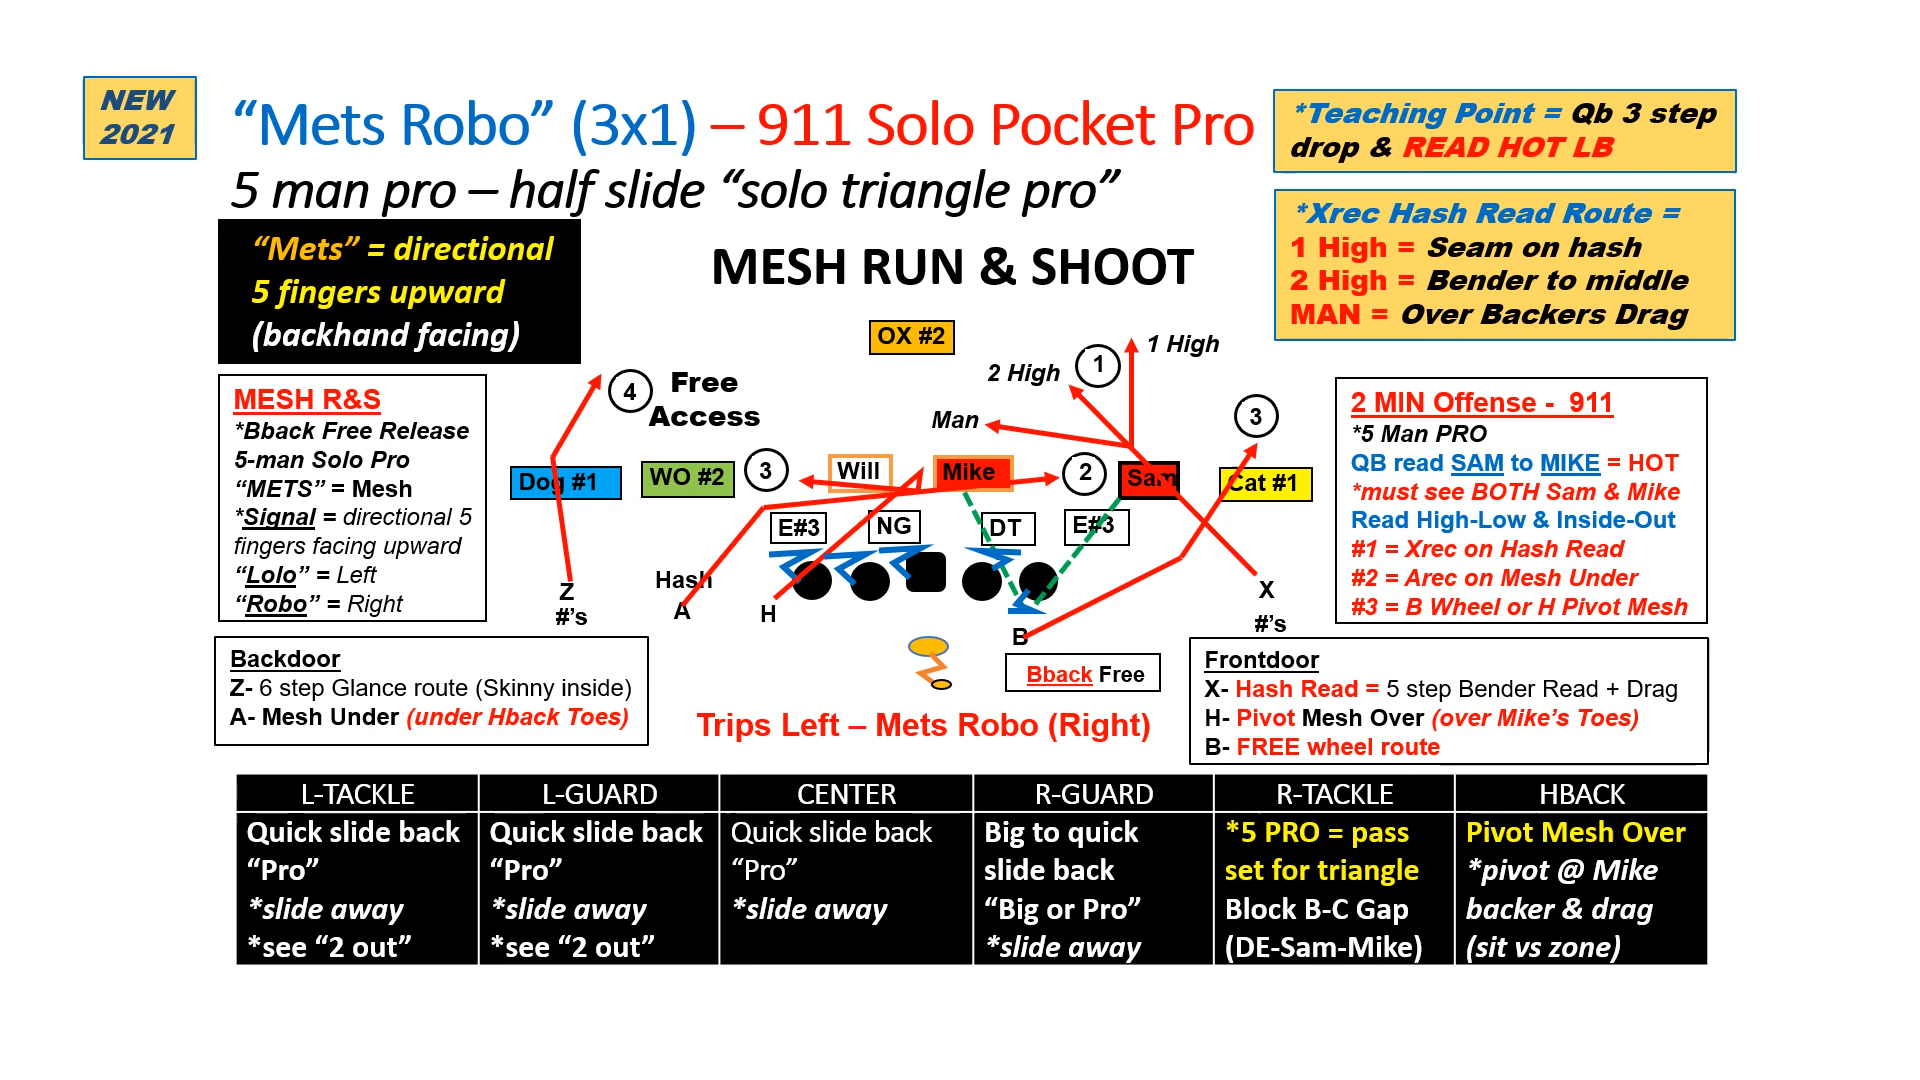 NEW
2021
“Mets Robo” (3x1) – 911 Solo Pocket Pro
5 man pro – half slide “solo triangle pro”
*Teaching Point = Qb 3 step
drop & READ HOT LB
*Xrec Hash Read Route =
1 High = Seam on hash
2 High = Bender to middle
MAN = Over Backers Drag
“Mets” = directional
5 fingers upward
(backhand facing)
MESH RUN & SHOOT
MESH R&S
*Bback Free Release
5-man Solo Pro
“METS” = Mesh
*Signal = directional 5
fingers facing upward
“Lolo” = Left
“Robo” = Right
OX #2
1 High
1
2 High
Man
4
Free
Access
3
Dog #1
WO #2
3
Will
Mike
2
Sam
Cat #1
E#3
NG
DT
E#3
Hash
Z
#’s
A
H
B
X
#’s
Bback Free
2 MIN Offense - 911
*5 Man PRO
QB read SAM to MIKE = HOT
*must see BOTH Sam & Mike
Read High-Low & Inside-Out
#1 = Xrec on Hash Read
#2 = Arec on Mesh Under
#3 = B Wheel or H Pivot Mesh
Backdoor
Z- 6 step Glance route (Skinny inside)
A- Mesh Under (under Hback Toes)
Trips Left – Mets Robo (Right)
Frontdoor
X- Hash Read = 5 step Bender Read + Drag
H- Pivot Mesh Over (over Mike’s Toes)
B- FREE wheel route
L-TACKLE
L-GUARD
CENTER
R-GUARD
R-TACKLE
HBACK
Quick slide back
“Pro”
*slide away
*see “2 out”
Quick slide back
“Pro”
*slide away
*see “2 out”
Quick slide back
“Pro”
*slide away
Big to quick
slide back
“Big or Pro”
*slide away
*5 PRO = pass
set for triangle
Block B-C Gap
(DE-Sam-Mike)
Pivot Mesh Over
*pivot @ Mike
backer & drag
(sit vs zone)